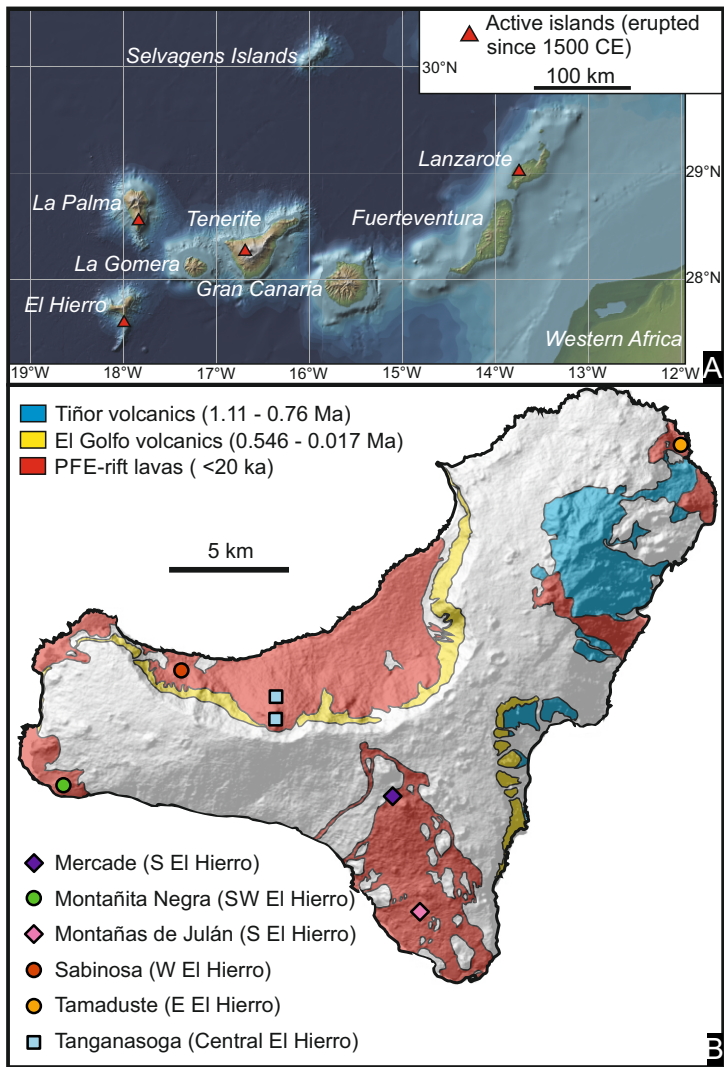 Active islands (erupted
since 1500 CE)
100 km
Selvagens Islands
30°N
Lanzarote
29°N
La Palma
Tenerife
Fuerteventura
La Gomera
Gran Canaria
28°N
El Hierro
Western Africa
19°W 18°W 17°W 16°W 15°W 14°W 13°W 12°W
A
Tiñor volcanics (1.11 - 0.76 Ma)
El Golfo volcanics (0.546 - 0.017 Ma)
PFE-rift lavas ( <20 ka)
5 km
Mercade (S El Hierro)
Montañita Negra (SW El Hierro)
Montañas de Julán (S El Hierro)
Sabinosa (W El Hierro)
Tamaduste (E El Hierro)
Tanganasoga (Central El Hierro)
B